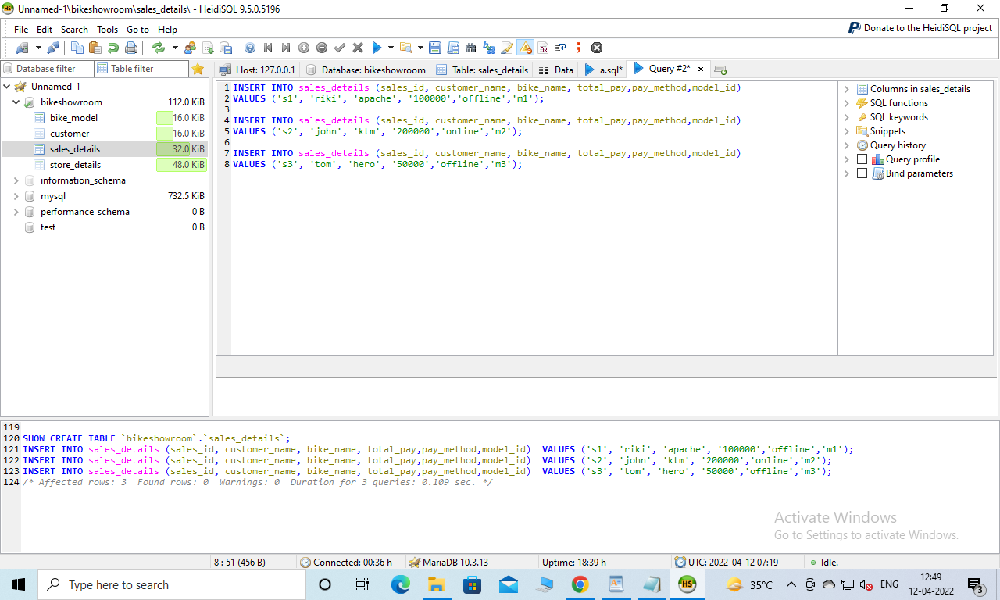 Unnamed-1\bikeshowroom\sales_details\ - HeidiSQL 9.5.0.5196
File Edit Search Tools Go to Help
Donate to the HeidiSQL project
Database filter Table filter
Host: 127.0.0.1 Database: bikeshowroom Table: sales_details Data a.sql* Query #2*
Unnamed-1
bikeshowroom 112.0 KiB
bike_model 16.0 KiB
customer 16.0 KiB
sales_details 32.0 KiB
store_details 48.0 KiB
information_schema
mysql 732.5 KiB
performance_schema 0 B
test 0 B
1 INSERT INTO sales_details (sales_id, customer_name, bike_name, total_pay,pay_method,model_id)
2 VALUES ('s1', 'riki', 'apache', '100000','offline','m1');
3
4 INSERT INTO sales_details (sales_id, customer_name, bike_name, total_pay,pay_method,model_id)
5 VALUES ('s2', 'john', 'ktm', '200000','online','m2');
6
7 INSERT INTO sales_details (sales_id, customer_name, bike_name, total_pay,pay_method,model_id)
8 VALUES ('s3', 'tom', 'hero', '50000','offline','m3');
Columns in sales_details
SQL functions
SQL keywords
Snippets
Query history
Query profile
Bind parameters
119
120 SHOW CREATE TABLE `bikeshowroom`.`sales_details`;
121 INSERT INTO sales_details (sales_id, customer_name, bike_name, total_pay,pay_method,model_id)  VALUES ('s1', 'riki', 'apache', '100000','offline','m1');
122 INSERT INTO sales_details (sales_id, customer_name, bike_name, total_pay,pay_method,model_id)  VALUES ('s2', 'john', 'ktm', '200000','online','m2');
123 INSERT INTO sales_details (sales_id, customer_name, bike_name, total_pay,pay_method,model_id)  VALUES ('s3', 'tom', 'hero', '50000','offline','m3');
124 /* Affected rows: 3  Found rows: 0  Warnings: 0  Duration for 3 queries: 0.109 sec. */
Activate Windows
Go to Settings to activate Windows.
8 : 51 (456 B) Connected: 00:36 h MariaDB 10.3.13 Uptime: 18:39 h UTC: 2022-04-12 07:19 Idle.
Type here to search
HS
35°C
ENG
12:49
12-04-2022
3